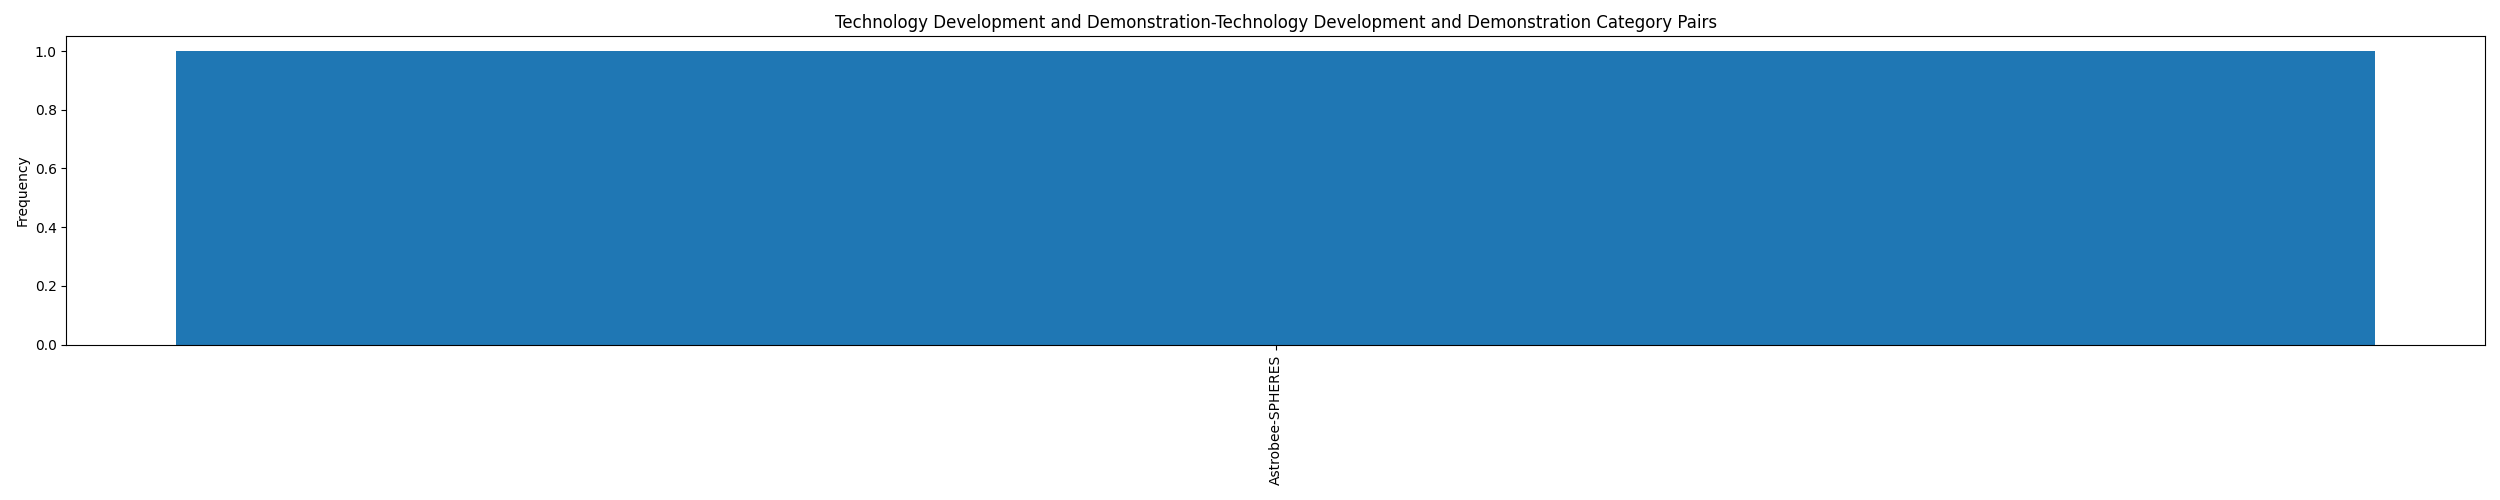 Technology Development and Demonstration-Technology Development and Demonstration Category Pairs
Frequency
1.0
0.8
0.6
0.4
0.2
0.0
Astrobee-SPHERES